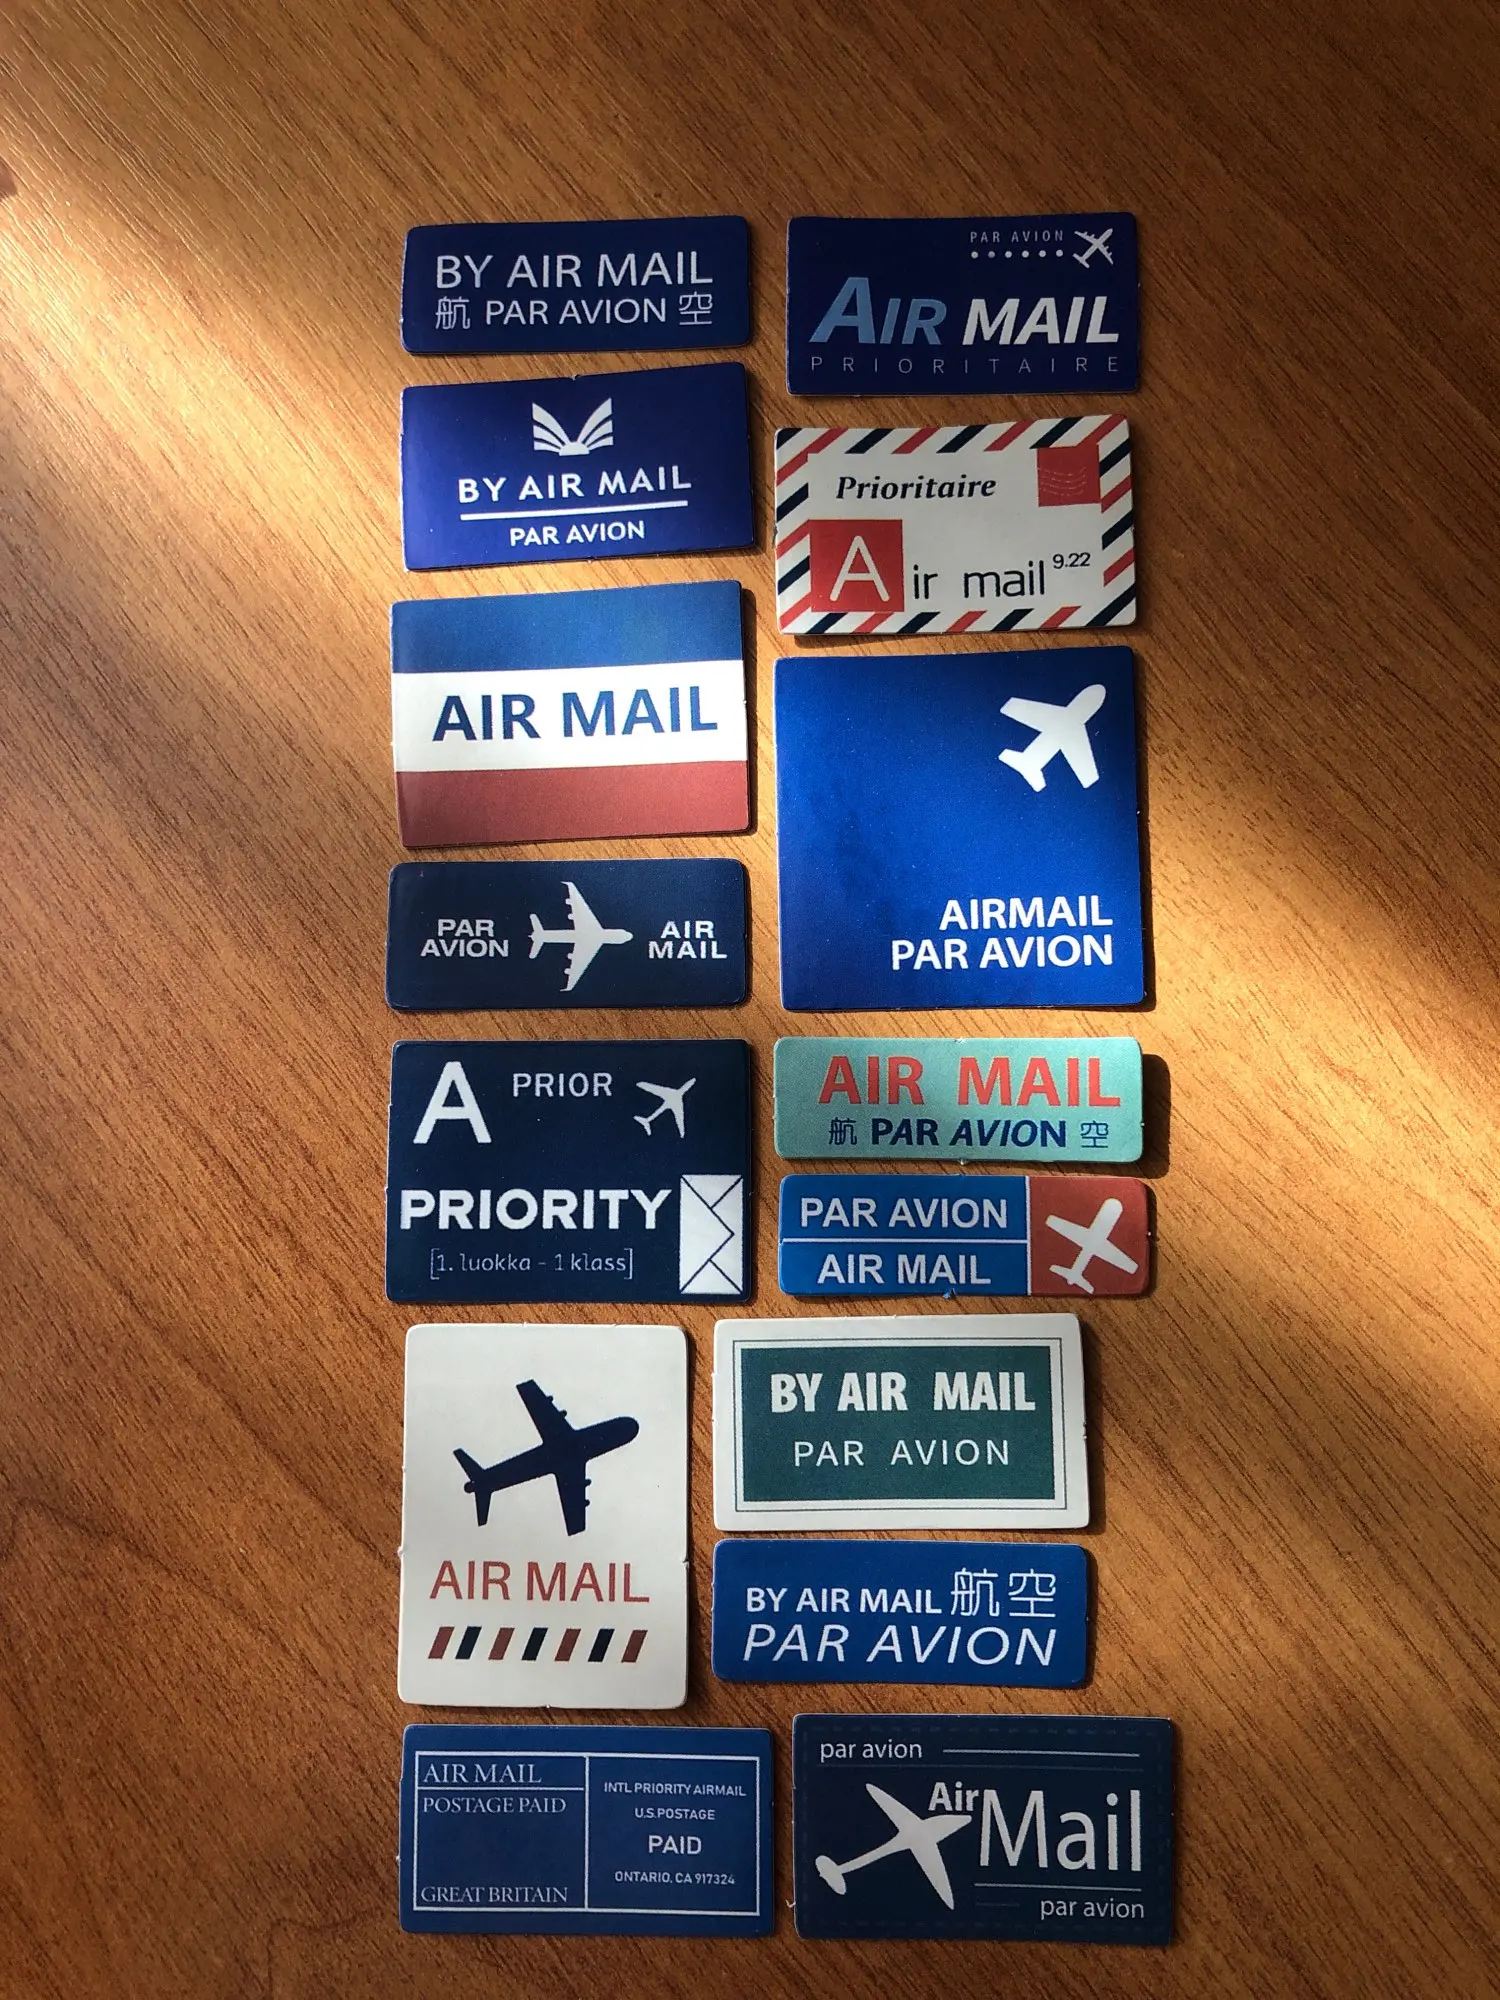 BY AIR MAIL
航 PAR AVION 空
PAR AVION
AIR MAIL
PRIORITAIRE
BY AIR MAIL
PAR AVION
Prioritaire
A ir mail 9.22
AIR MAIL
AIRMAIL
PAR AVION
PAR
AVION
AIR
MAIL
A PRIOR
PRIORITY
[1. luokka - 1 klass]
AIR MAIL
航 PAR AVION 空
PAR AVION
AIR MAIL
AIR MAIL
BY AIR MAIL
PAR AVION
BY AIR MAIL 航空
PAR AVION
AIR MAIL
POSTAGE PAID
GREAT BRITAIN
INTL PRIORITY AIRMAIL
U.S.POSTAGE
PAID
ONTARIO, CA 917324
par avion
Air Mail
par avion